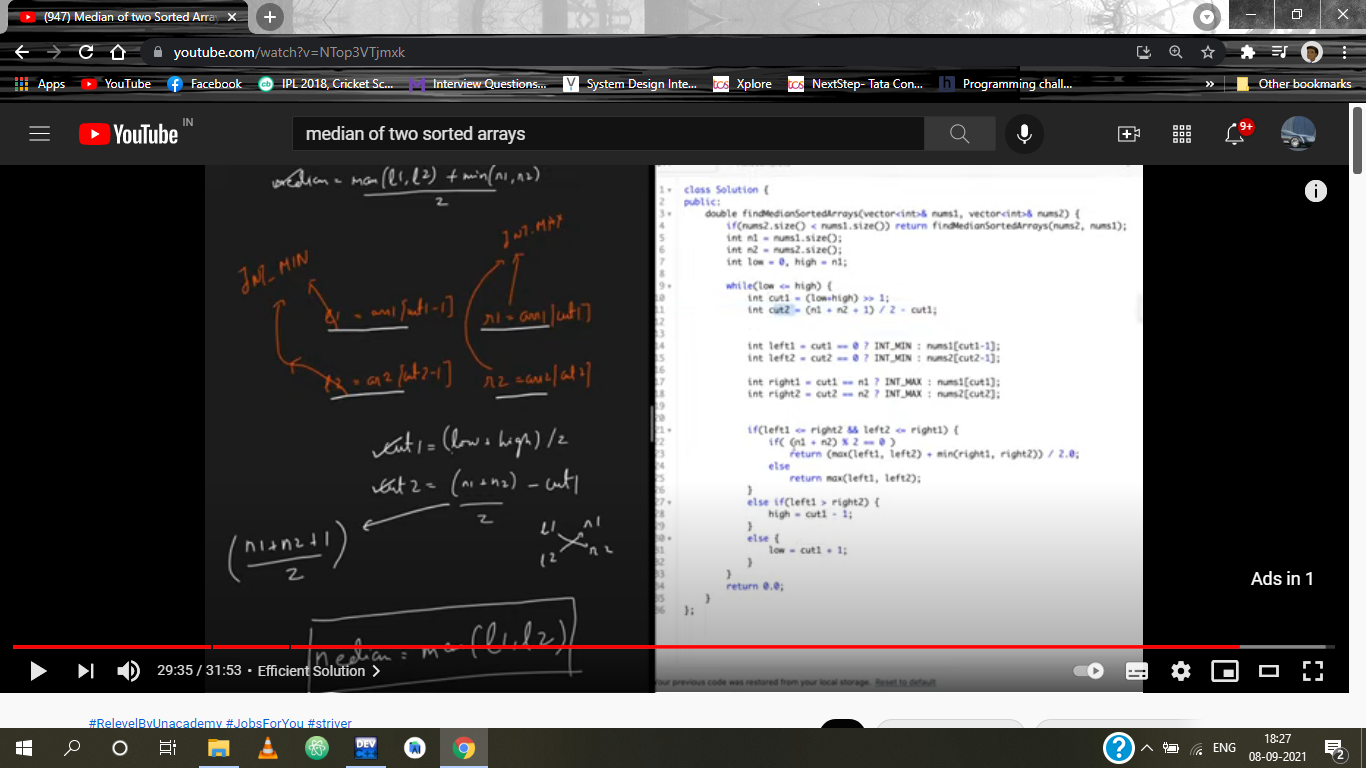 (947) Median of two Sorted Arra
youtube.com/watch?v=NTop3VTjmxk
Apps YouTube Facebook IPL 2018, Cricket Sc... Interview Questions... System Design Inte... Xplore NextStep- Tata Con... Programming chall... » Other bookmarks
YouTube IN
median of two sorted arrays
9+
median = max(l1, l2) + min(r1, r2)
2
INT_MIN
INT_MAX
l1 = arr1[cut1-1]
r1 = arr1[cut1]
l2 = arr2[cut2-1]
r2 = arr2[cut2]
cut1 = (low + high)/2
cut2 = (n1+n2) - cut1
2
(n1+n2+1)
2
l1 r1
l2 r2
median = max(l1, l2)
1 class Solution {
2 public:
3 double findMedianSortedArrays(vector<int>& nums1, vector<int>& nums2) {
4 if(nums2.size() < nums1.size()) return findMedianSortedArrays(nums2, nums1);
5 int n1 = nums1.size();
6 int n2 = nums2.size();
7 int low = 0, high = n1;
8
9 while(low <= high) {
10 int cut1 = (low+high) >> 1;
11 int cut2 = (n1 + n2 + 1) / 2 - cut1;
12
13
14 int left1 = cut1 == 0 ? INT_MIN : nums1[cut1-1];
15 int left2 = cut2 == 0 ? INT_MIN : nums2[cut2-1];
16
17 int right1 = cut1 == n1 ? INT_MAX : nums1[cut1];
18 int right2 = cut2 == n2 ? INT_MAX : nums2[cut2];
19
20
21 if(left1 <= right2 && left2 <= right1) {
22 if( (n1 + n2) % 2 == 0 )
23 return (max(left1, left2) + min(right1, right2)) / 2.0;
24 else
25 return max(left1, left2);
26 }
27 else if(left1 > right2) {
28 high = cut1 - 1;
29 }
30 else {
31 low = cut1 + 1;
32 }
33 }
34 return 0.0;
35 }
36 };
Your previous code was restored from your local storage. Reset to default
Ads in 1
29:35 / 31:53 • Efficient Solution >
#RelevelByUnacademy #JobsForYou #striver
DEV
ENG
18:27
08-09-2021
2